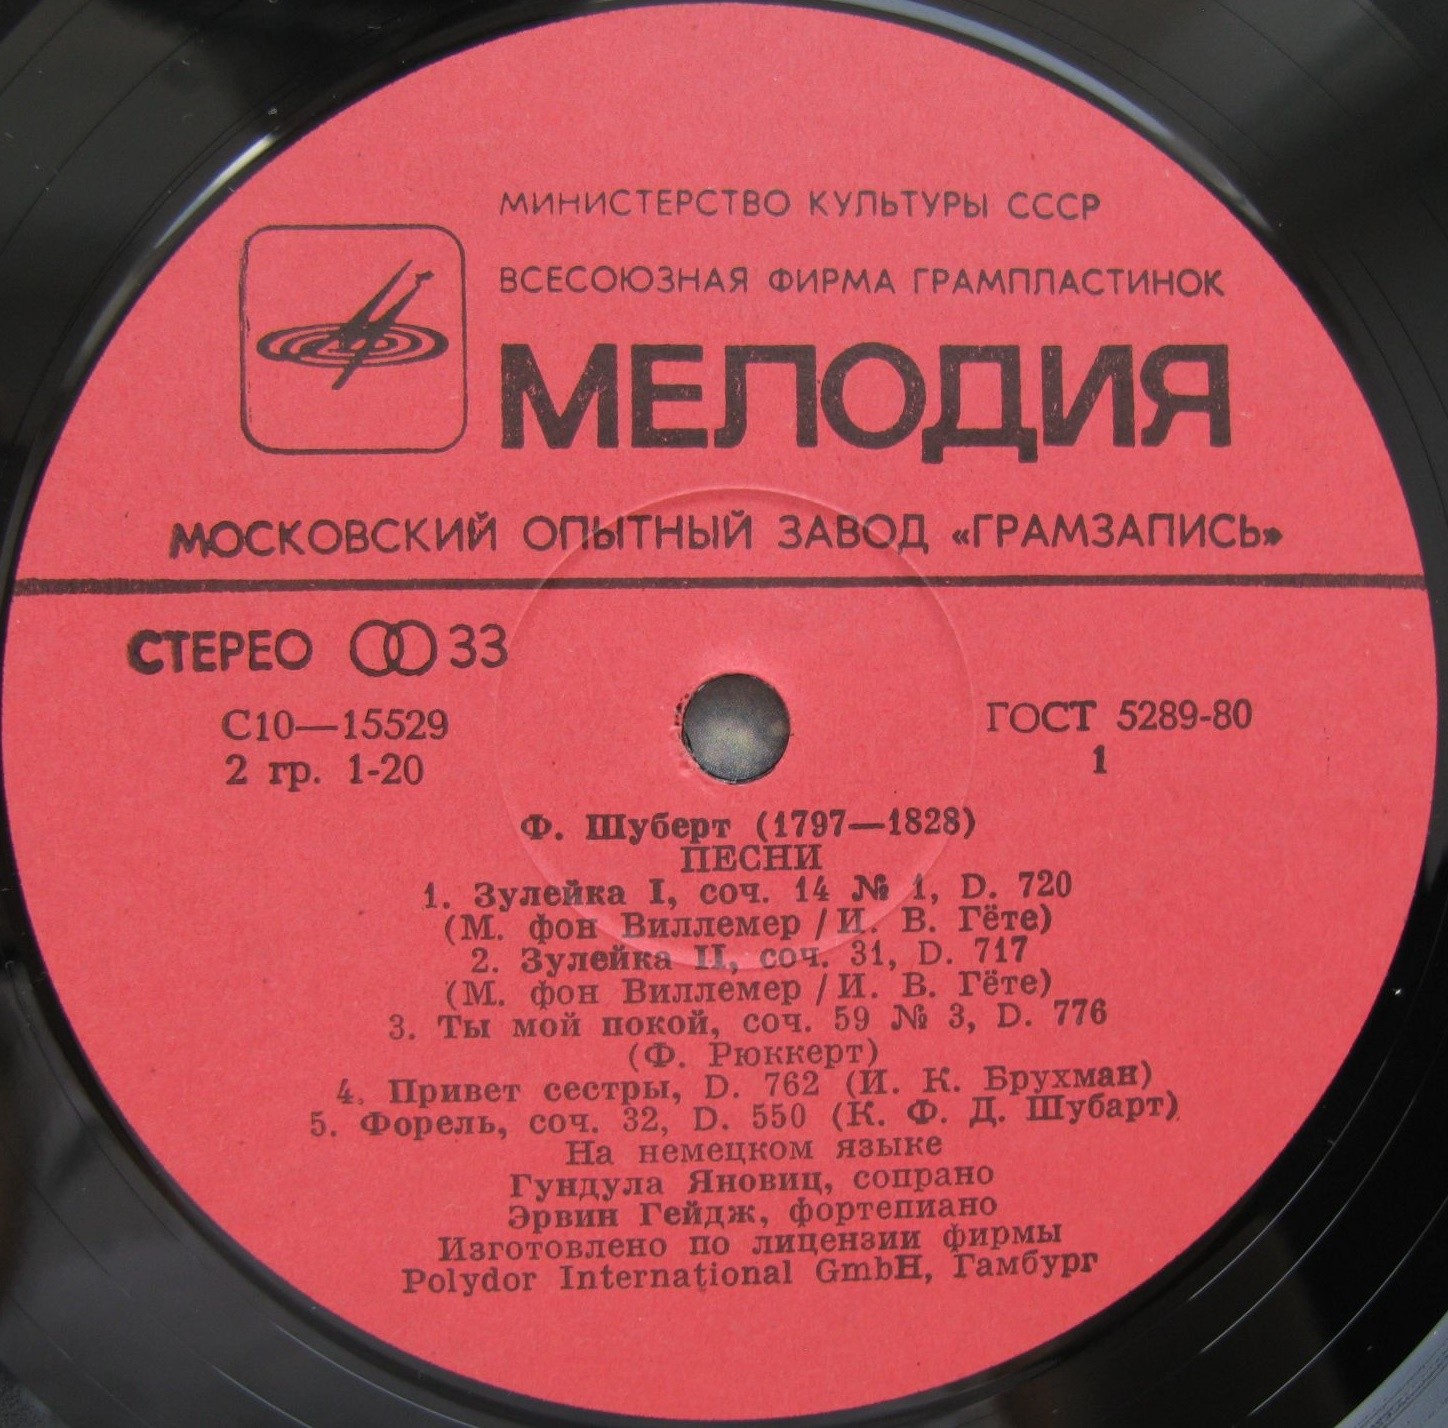 МИНИСТЕРСТВО КУЛЬТУРЫ СССР
ВСЕСОЮЗНАЯ ФИРМА ГРАМПЛАСТИНОК
МЕЛОДИЯ
МОСКОВСКИЙ ОПЫТНЫЙ ЗАВОД «ГРАМЗАПИСЬ»
СТЕРЕО 33
С10—15529
2 гр. 1-20
ГОСТ 5289-80
1
Ф. Шуберт (1797—1828)
ПЕСНИ
1. Зулейка I, соч. 14 № 1, D. 720
(М. фон Виллемер / И. В. Гёте)
2. Зулейка II, соч. 31, D. 717
(М. фон Виллемер / И. В. Гёте)
3. Ты мой покой, соч. 59 № 3, D. 776
(Ф. Рюккерт)
4. Привет сестры, D. 762 (И. К. Брухман)
5. Форель, соч. 32, D. 550 (К. Ф. Д. Шубарт)
На немецком языке
Гундула Яновиц, сопрано
Эрвин Гейдж, фортепиано
Изготовлено по лицензии фирмы
Polydor International GmbH, Гамбург